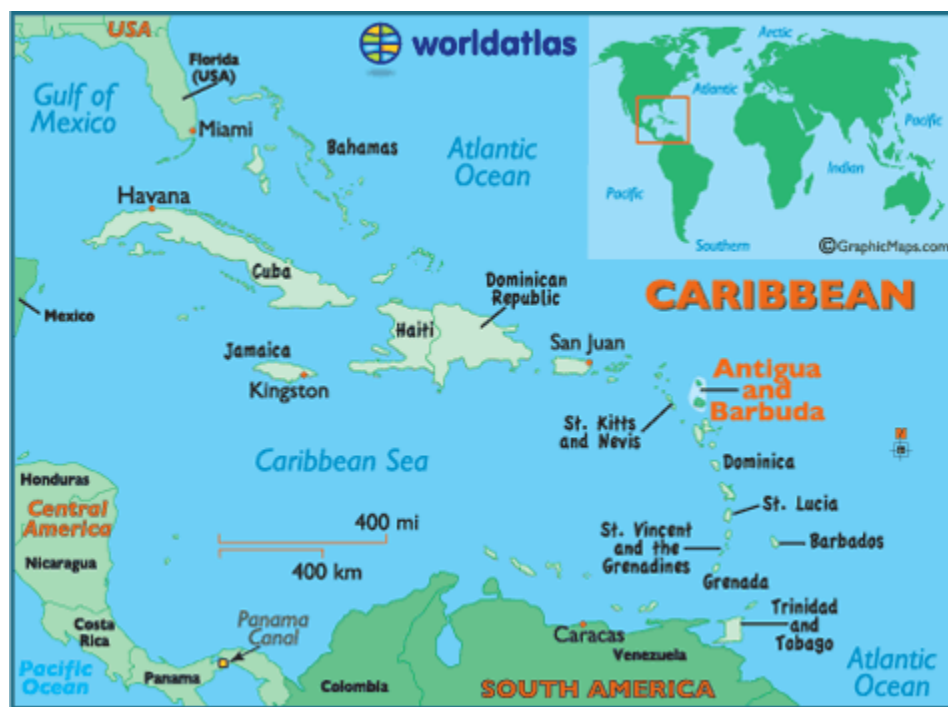 USA
worldatlas
Arctic
Florida
(USA)
Gulf of
Mexico
Atlantic
Miami
Pacific
Bahamas
Atlantic
Ocean
Indian
Havana
Pacific
Southern
©GraphicMaps.com
Cuba
Dominican
Republic
CARIBBEAN
Mexico
Haiti
Jamaica
San Juan
Kingston
Antigua
and
Barbuda
St. Kitts
and Nevis
Caribbean Sea
Dominica
Honduras
Central
America
St. Lucia
400 mi
St. Vincent
and the
Grenadines
Barbados
Nicaragua
400 km
Grenada
Trinidad
and
Tobago
Costa
Rica
Panama
Canal
Caracas
Venezuela
Pacific
Ocean
Panama
Colombia
SOUTH AMERICA
Atlantic
Ocean